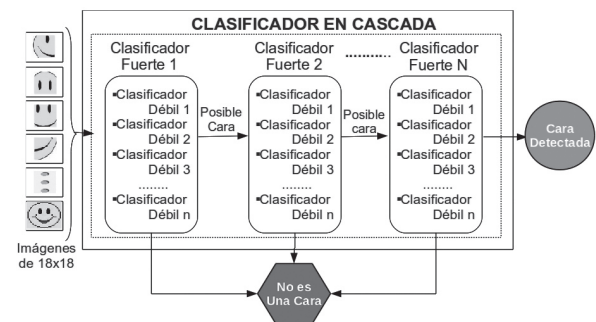 CLASIFICADOR EN CASCADA
Clasificador
Fuerte 1
▪Clasificador
Débil 1
▪Clasificador
Débil 2
▪Clasificador
Débil 3
........
▪Clasificador
Débil n
Posible
Cara
Clasificador
Fuerte 2
▪Clasificador
Débil 1
▪Clasificador
Débil 2
▪Clasificador
Débil 3
........
▪Clasificador
Débil n
Posible
cara
...........
Clasificador
Fuerte N
▪Clasificador
Débil 1
▪Clasificador
Débil 2
▪Clasificador
Débil 3
........
▪Clasificador
Débil n
Cara
Detectada
Imágenes
de 18x18
No es
Una Cara